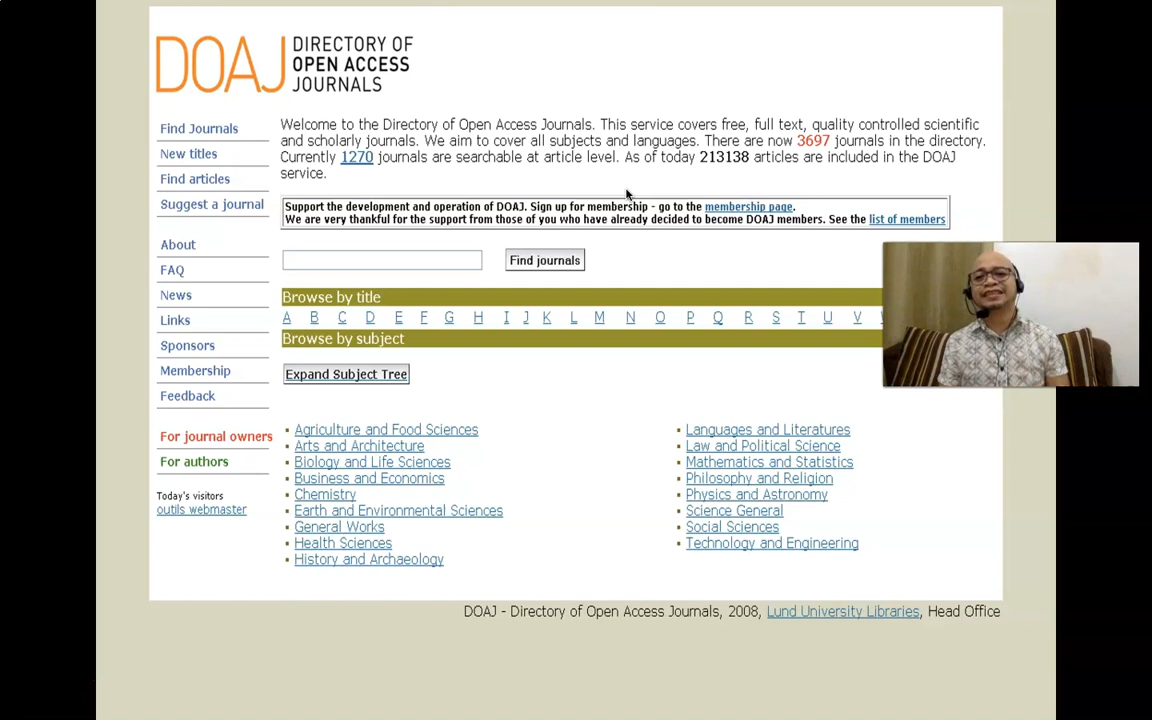 DOAJ DIRECTORY OF
OPEN ACCESS
JOURNALS
Find Journals
New titles
Find articles
Suggest a journal
About
FAQ
News
Links
Sponsors
Membership
Feedback
For journal owners
For authors
Today's visitors
outils webmaster
Welcome to the Directory of Open Access Journals. This service covers free, full text, quality controlled scientific
and scholarly journals. We aim to cover all subjects and languages. There are now 3697 journals in the directory.
Currently 1270 journals are searchable at article level. As of today 213138 articles are included in the DOAJ
service.
Support the development and operation of DOAJ. Sign up for membership - go to the membership page.
We are very thankful for the support from those of you who have already decided to become DOAJ members. See the list of members
Find journals
Browse by title
A B C D E F G H I J K L M N O P Q R S T U V
Browse by subject
Expand Subject Tree
Agriculture and Food Sciences
Arts and Architecture
Biology and Life Sciences
Business and Economics
Chemistry
Earth and Environmental Sciences
General Works
Health Sciences
History and Archaeology
Languages and Literatures
Law and Political Science
Mathematics and Statistics
Philosophy and Religion
Physics and Astronomy
Science General
Social Sciences
Technology and Engineering
DOAJ - Directory of Open Access Journals, 2008, Lund University Libraries, Head Office